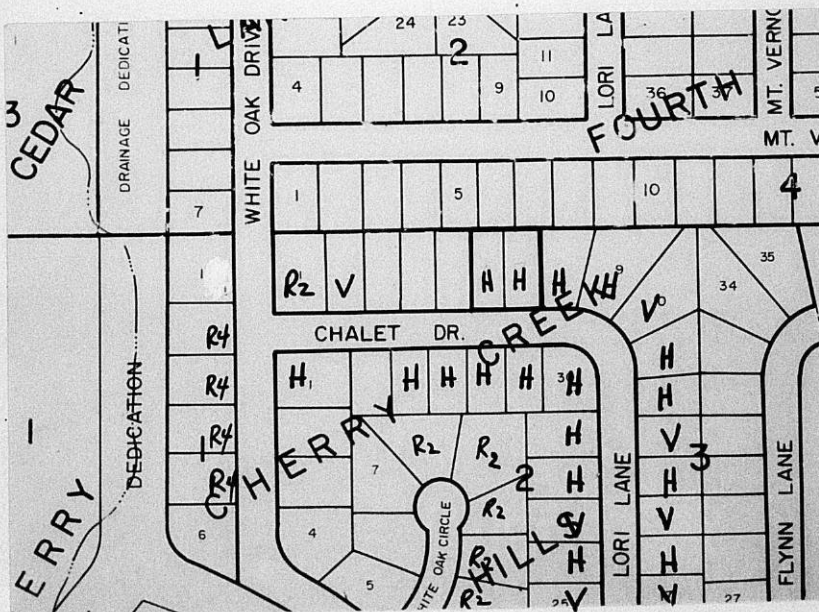 24
23
2
11
4
9
10
36
1
DRAINAGE DEDICATI
WHITE OAK DRIVE
LORI LA
MT. VERNO
3
CEDAR
FOURTH
MT. V
7
1
5
10
4
1
R2
V
H
H
H
H
9
V
34
35
CHALET DR.
CREEK
R4
R4
R4
R4
1
1
DEDICATION
6
H
1
H
H
H
H
H
H
H
V
H
V
CHERRY
HILLS
7
R2
R2
R2
R2
R2
2
4
5
WHITE OAK CIRCLE
LORI LANE
H
H
V
H
V
H
V
3
27
FLYNN LANE
ERRY